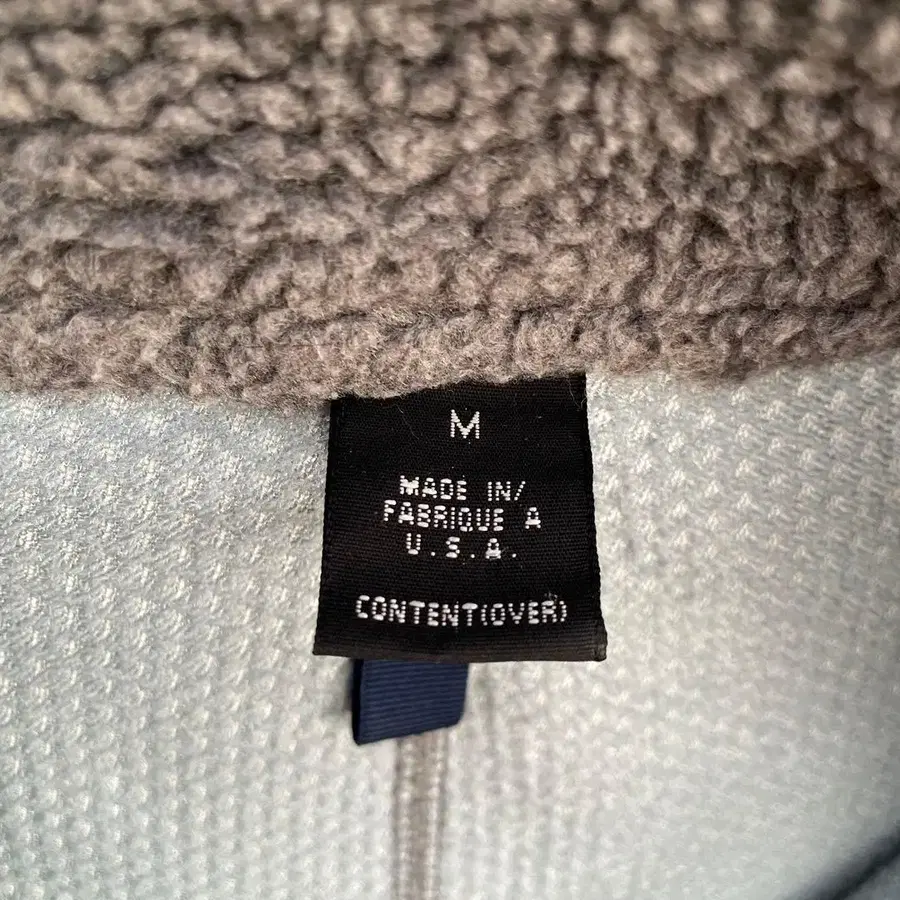 M
MADE IN/
FABRIQUE A
U.S.A.
CONTENT(OVER)